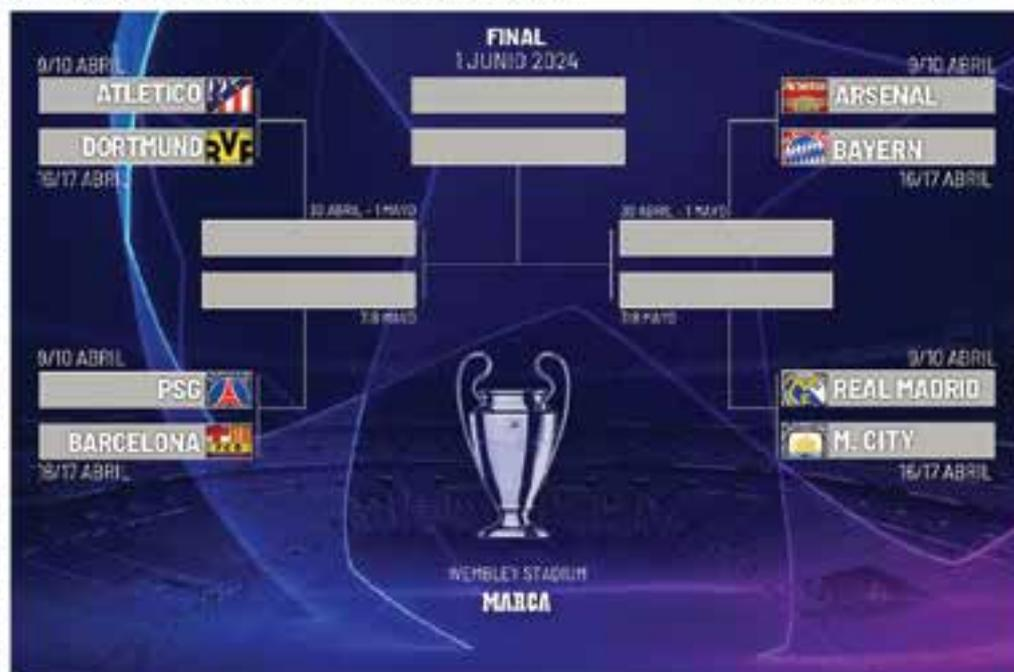 FINAL
1 JUNIO 2024
9/10 ABRIL
ATLETICO
DORTMUND
16/17 ABRIL
9/10 ABRIL
ARSENAL
BAYERN
16/17 ABRIL
30 ABRIL - 1 MAYO
7/8 MAYO
30 ABRIL - 1 MAYO
7/8 MAYO
9/10 ABRIL
PSG
BARCELONA
16/17 ABRIL
9/10 ABRIL
REAL MADRID
M. CITY
16/17 ABRIL
WEMBLEY STADIUM
MARCA